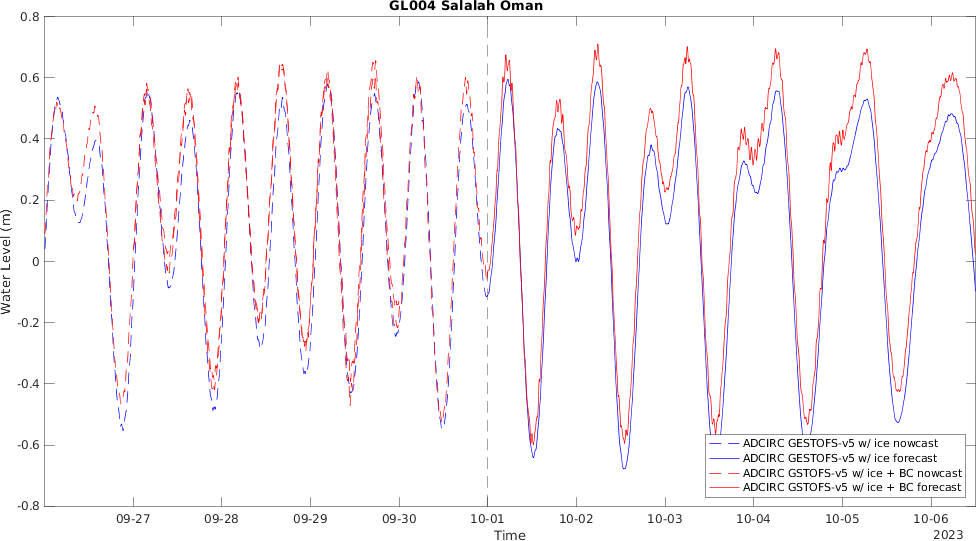 GL004 Salalah Oman
0.8
0.6
0.4
0.2
0
-0.2
-0.4
-0.6
-0.8
Water Level (m)
ADCIRC GESTOFS-v5 w/ ice nowcast
ADCIRC GESTOFS-v5 w/ ice forecast
ADCIRC GSTOFS-v5 w/ ice + BC nowcast
ADCIRC GSTOFS-v5 w/ ice + BC forecast
09-27 09-28 09-29 09-30 10-01 10-02 10-03 10-04 10-05 10-06
Time
2023